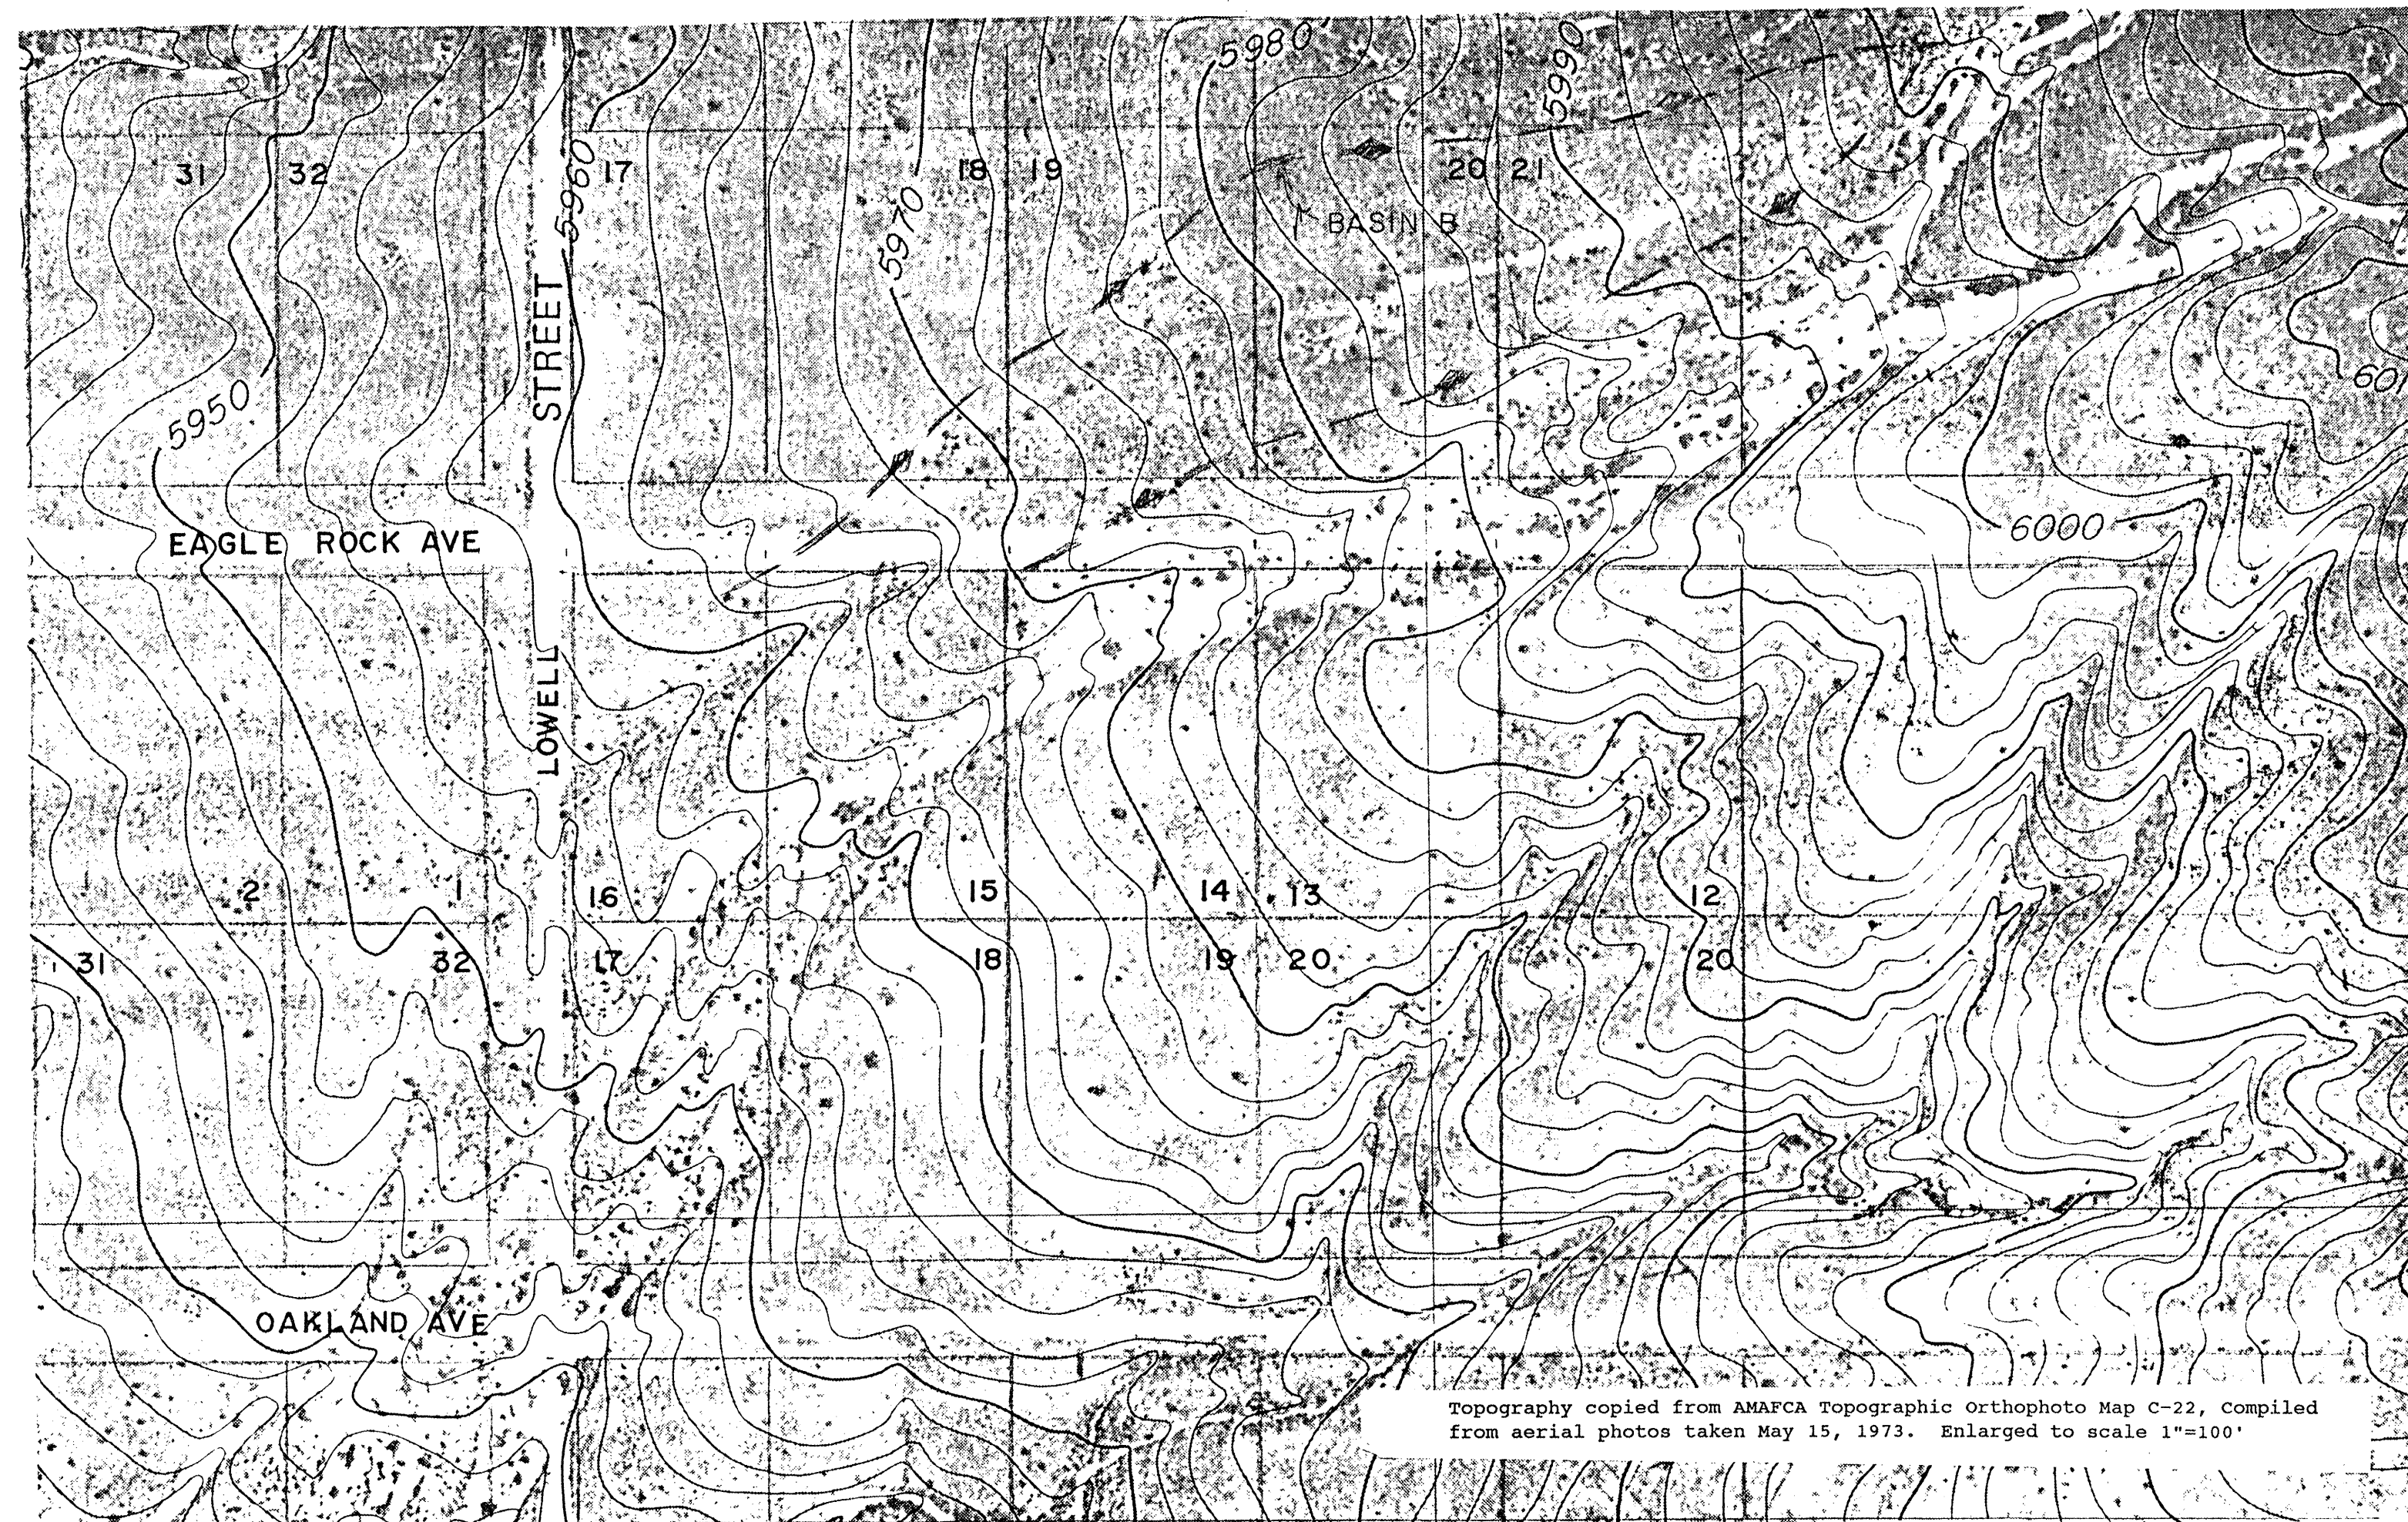 5980
5990
31 32 17 18 19 20 21
5960
5970
BASIN B
STREET
5950
EAGLE ROCK AVE
6000
LOWELL
2 1 16 15 14 13 12
31 32 17 18 19 20 20
OAKLAND AVE
Topography copied from AMAFCA Topographic Orthophoto Map C-22, Compiled
from aerial photos taken May 15, 1973. Enlarged to scale 1"=100'